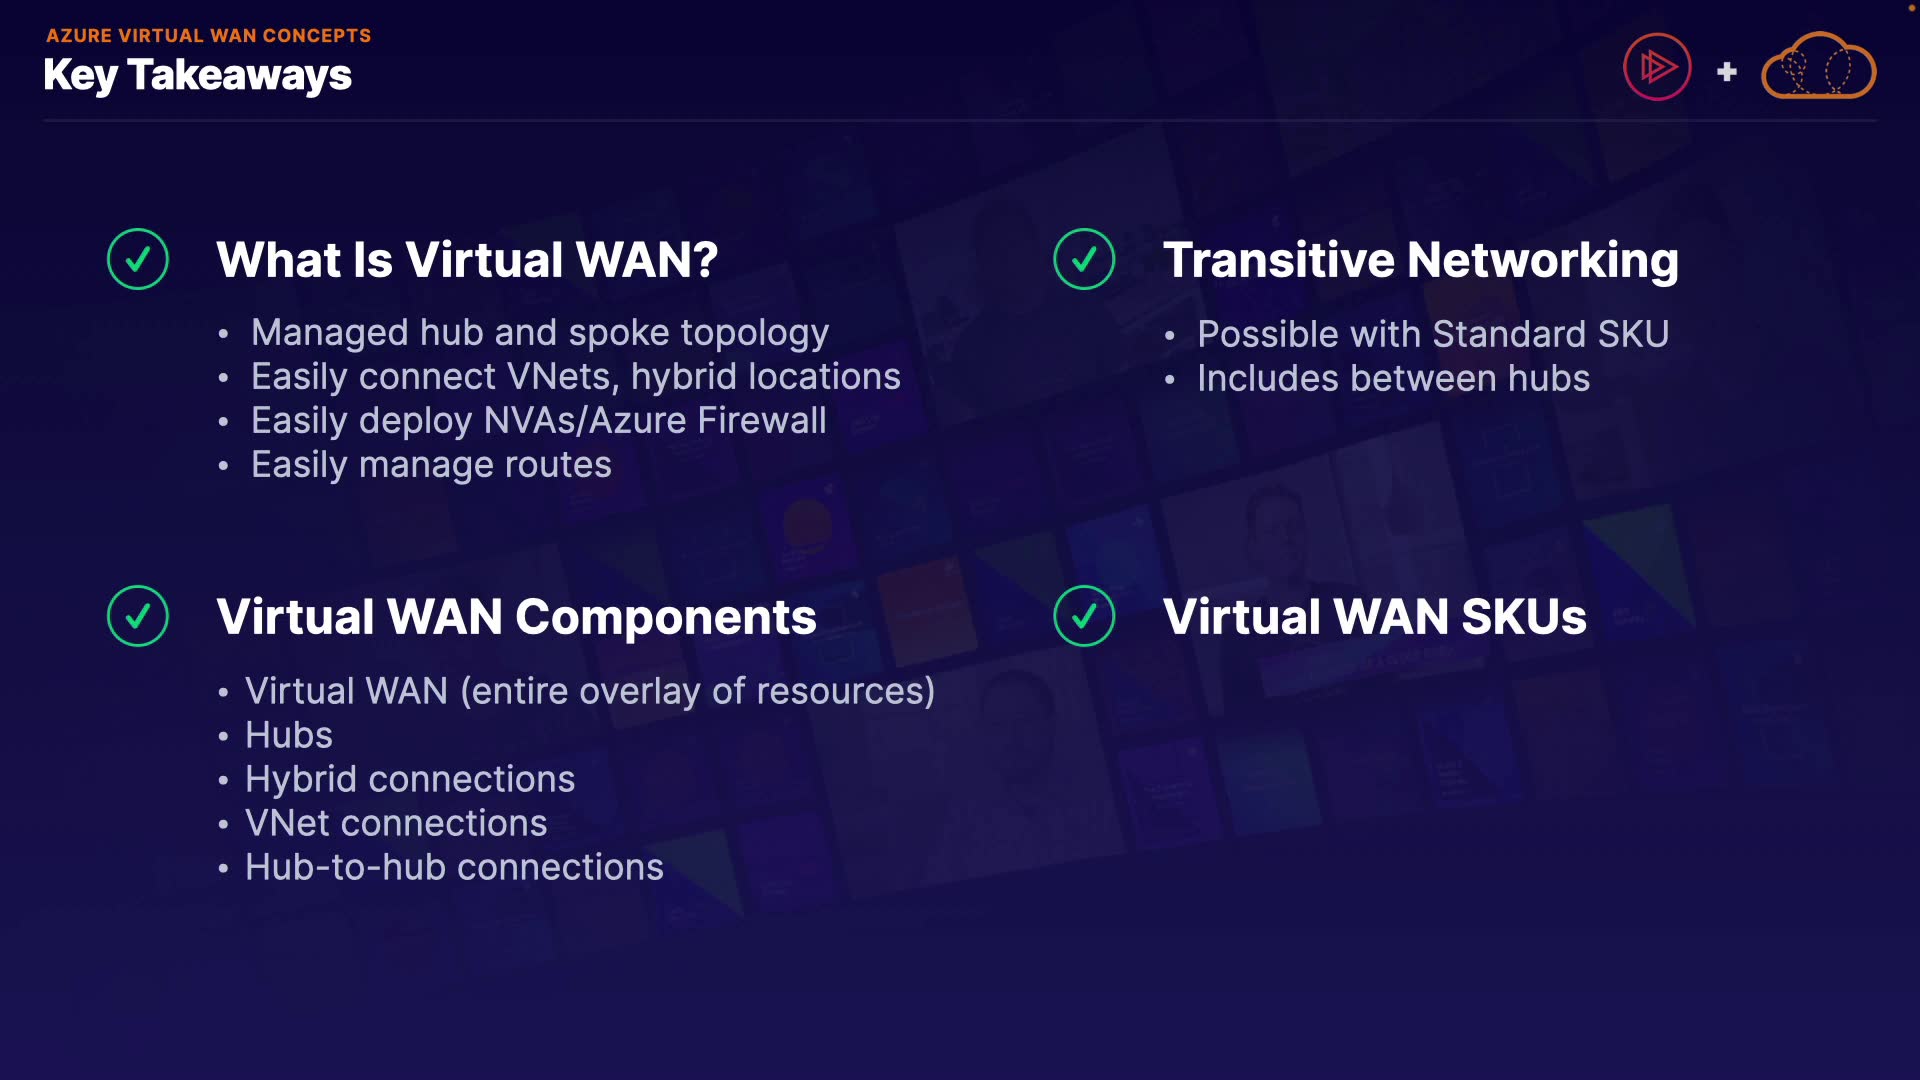 AZURE VIRTUAL WAN CONCEPTS
Key Takeaways
What Is Virtual WAN?
• Managed hub and spoke topology
• Easily connect VNets, hybrid locations
• Easily deploy NVAs/Azure Firewall
• Easily manage routes
Transitive Networking
• Possible with Standard SKU
• Includes between hubs
Virtual WAN Components
• Virtual WAN (entire overlay of resources)
• Hubs
• Hybrid connections
• VNet connections
• Hub-to-hub connections
Virtual WAN SKUs